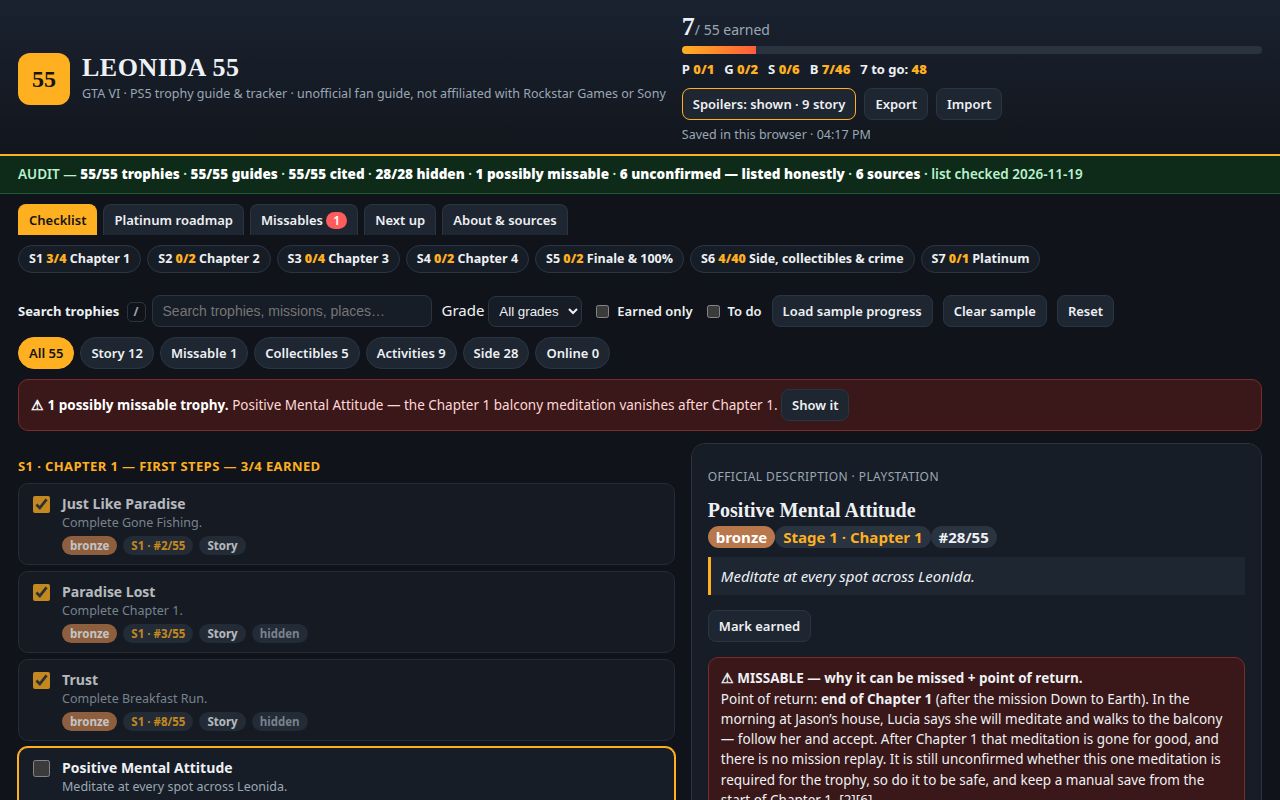 55
LEONIDA 55
GTA VI · PS5 trophy guide & tracker · unofficial fan guide, not affiliated with Rockstar Games or Sony
7/ 55 earned
P 0/1 G 0/2 S 0/6 B 7/46 7 to go: 48
Spoilers: shown · 9 story Export Import
Saved in this browser · 04:17 PM
AUDIT — 55/55 trophies · 55/55 guides · 55/55 cited · 28/28 hidden · 1 possibly missable · 6 unconfirmed — listed honestly · 6 sources · list checked 2026-11-19
Checklist Platinum roadmap Missables 1 Next up About & sources
S1 3/4 Chapter 1 S2 0/2 Chapter 2 S3 0/4 Chapter 3 S4 0/2 Chapter 4 S5 0/2 Finale & 100% S6 4/40 Side, collectibles & crime S7 0/1 Platinum
Search trophies / Search trophies, missions, places… Grade All grades Earned only To do Load sample progress Clear sample Reset
All 55 Story 12 Missable 1 Collectibles 5 Activities 9 Side 28 Online 0
⚠ 1 possibly missable trophy. Positive Mental Attitude — the Chapter 1 balcony meditation vanishes after Chapter 1. Show it
S1 · CHAPTER 1 — FIRST STEPS — 3/4 EARNED
Just Like Paradise
Complete Gone Fishing.
bronze S1 · #2/55 Story
Paradise Lost
Complete Chapter 1.
bronze S1 · #3/55 Story hidden
Trust
Complete Breakfast Run.
bronze S1 · #8/55 Story hidden
Positive Mental Attitude
Meditate at every spot across Leonida.
OFFICIAL DESCRIPTION · PLAYSTATION
Positive Mental Attitude
bronze Stage 1 · Chapter 1 #28/55
Meditate at every spot across Leonida.
Mark earned
⚠ MISSABLE — why it can be missed + point of return.
Point of return: end of Chapter 1 (after the mission Down to Earth). In the
morning at Jason’s house, Lucia says she will meditate and walks to the balcony
— follow her and accept. After Chapter 1 that meditation is gone for good, and
there is no mission replay. It is still unconfirmed whether this one meditation is
required for the trophy, so do it to be safe, and keep a manual save from the
start of Chapter 1. [2][6]